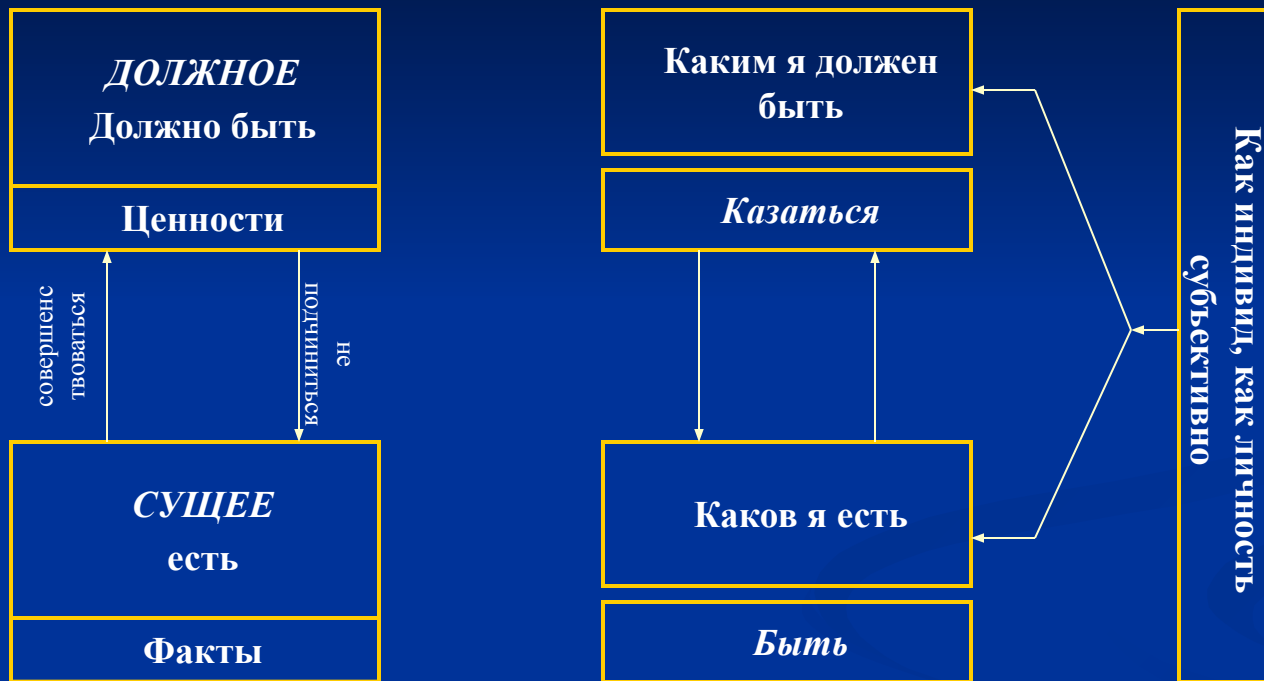 ДОЛЖНОЕ
Должно быть
Ценности
совершенс
твоваться
не
подчиниться
СУЩЕЕ
есть
Факты
Каким я должен
быть
Казаться
Каков я есть
Быть
Как индивид, как личность
субъективно